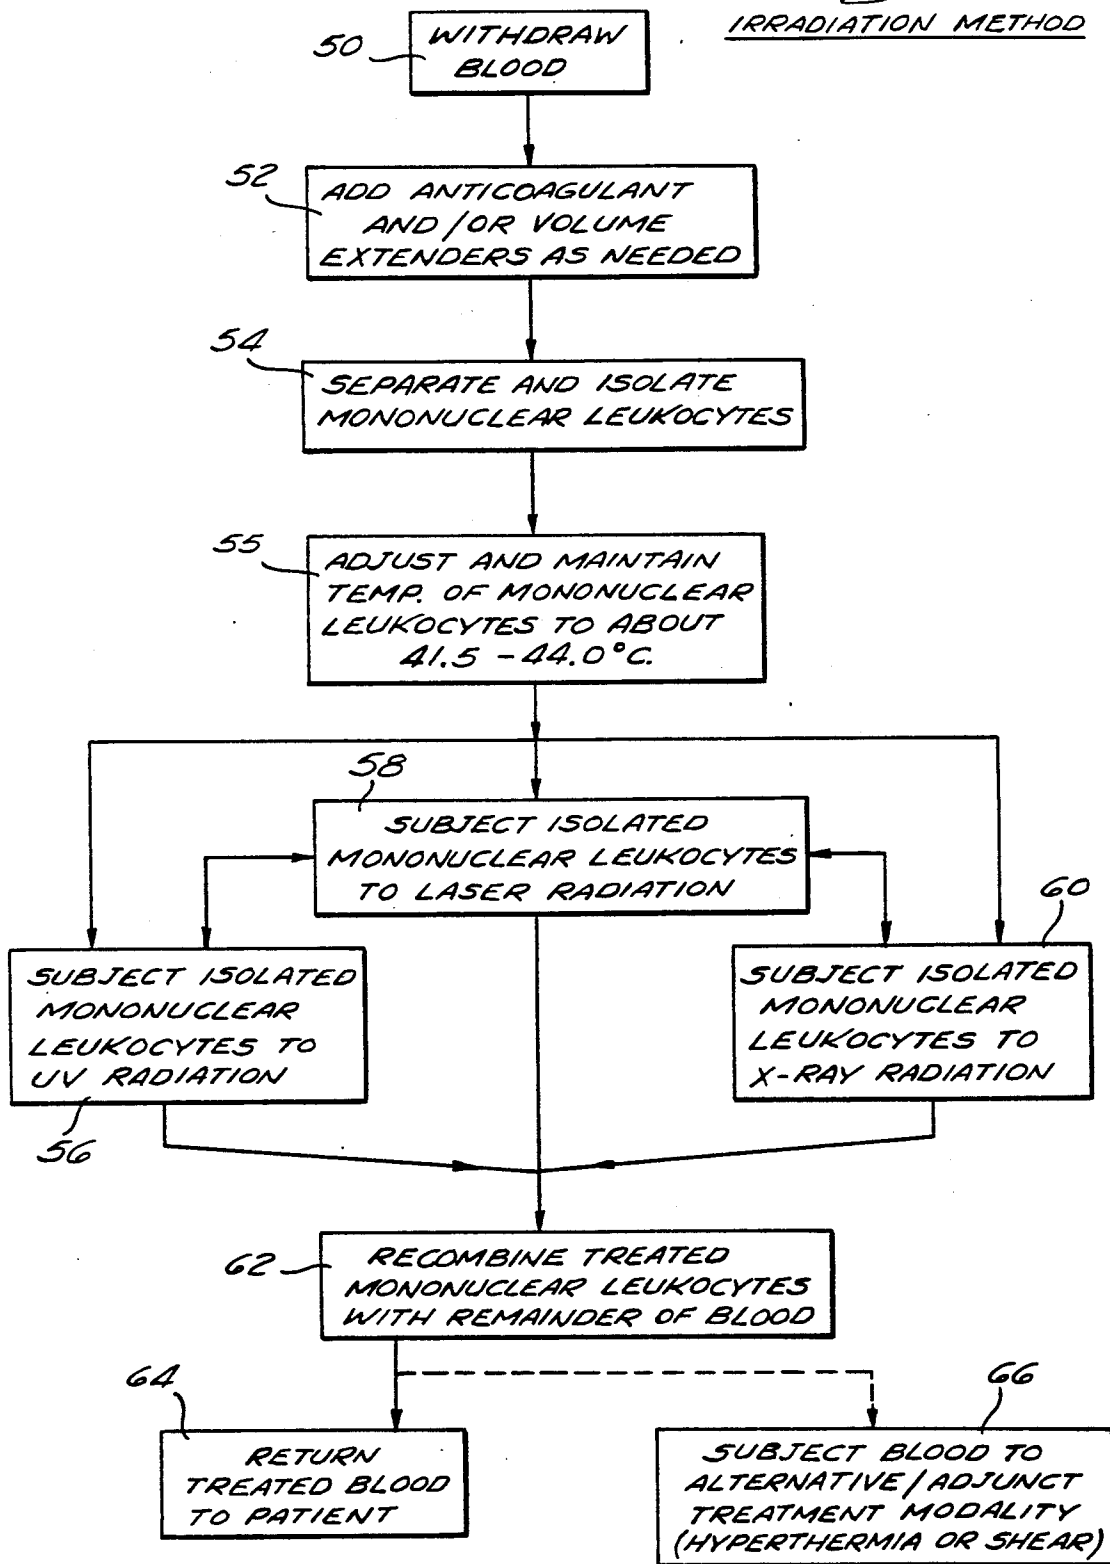 IRRADIATION METHOD
50
WITHDRAW
BLOOD
52
ADD ANTICOAGULANT
AND/OR VOLUME
EXTENDERS AS NEEDED
54
SEPARATE AND ISOLATE
MONONUCLEAR LEUKOCYTES
55
ADJUST AND MAINTAIN
TEMP. OF MONONUCLEAR
LEUKOCYTES TO ABOUT
41.5 - 44.0°C.
58
SUBJECT ISOLATED
MONONUCLEAR LEUKOCYTES
TO LASER RADIATION
SUBJECT ISOLATED
MONONUCLEAR
LEUKOCYTES TO
UV RADIATION
56
60
SUBJECT ISOLATED
MONONUCLEAR
LEUKOCYTES TO
X-RAY RADIATION
62
RECOMBINE TREATED
MONONUCLEAR LEUKOCYTES
WITH REMAINDER OF BLOOD
64
RETURN
TREATED BLOOD
TO PATIENT
66
SUBJECT BLOOD TO
ALTERNATIVE/ADJUNCT
TREATMENT MODALITY
(HYPERTHERMIA OR SHEAR)